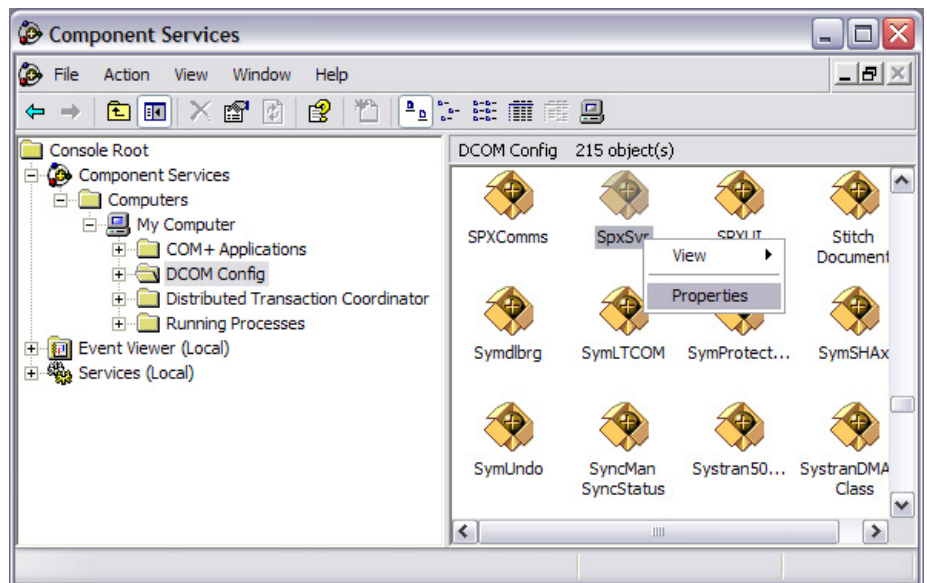 Component Services
File Action View Window Help
Console Root
Component Services
Computers
My Computer
COM+ Applications
DCOM Config
Distributed Transaction Coordinator
Running Processes
Event Viewer (Local)
Services (Local)
DCOM Config 215 object(s)
SPXComms SpxSvr SPXUI Stitch
Document
View
Properties
Symdlbrg SymLTCOM SymProtect... SymSHAx
SymUndo SyncMan Systran50... SystranDMA
SyncStatus Class